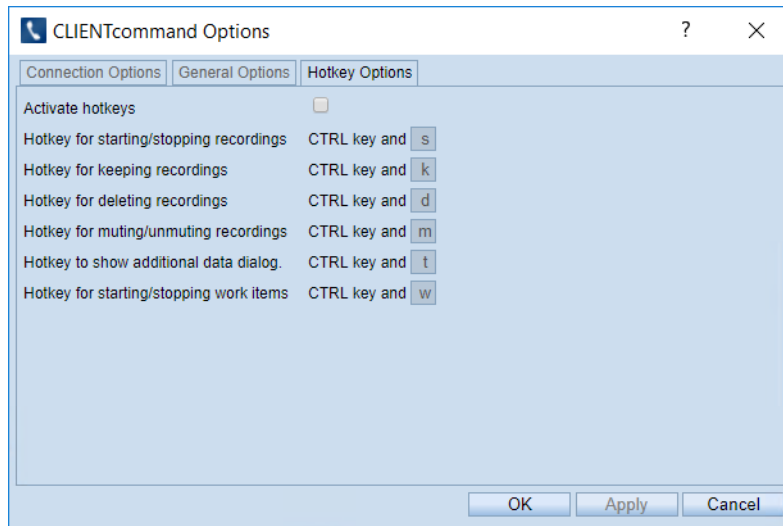 CLIENTcommand Options ?
Connection Options General Options Hotkey Options
Activate hotkeys
Hotkey for starting/stopping recordings CTRL key and s
Hotkey for keeping recordings CTRL key and k
Hotkey for deleting recordings CTRL key and d
Hotkey for muting/unmuting recordings CTRL key and m
Hotkey to show additional data dialog. CTRL key and t
Hotkey for starting/stopping work items CTRL key and w
OK Apply Cancel